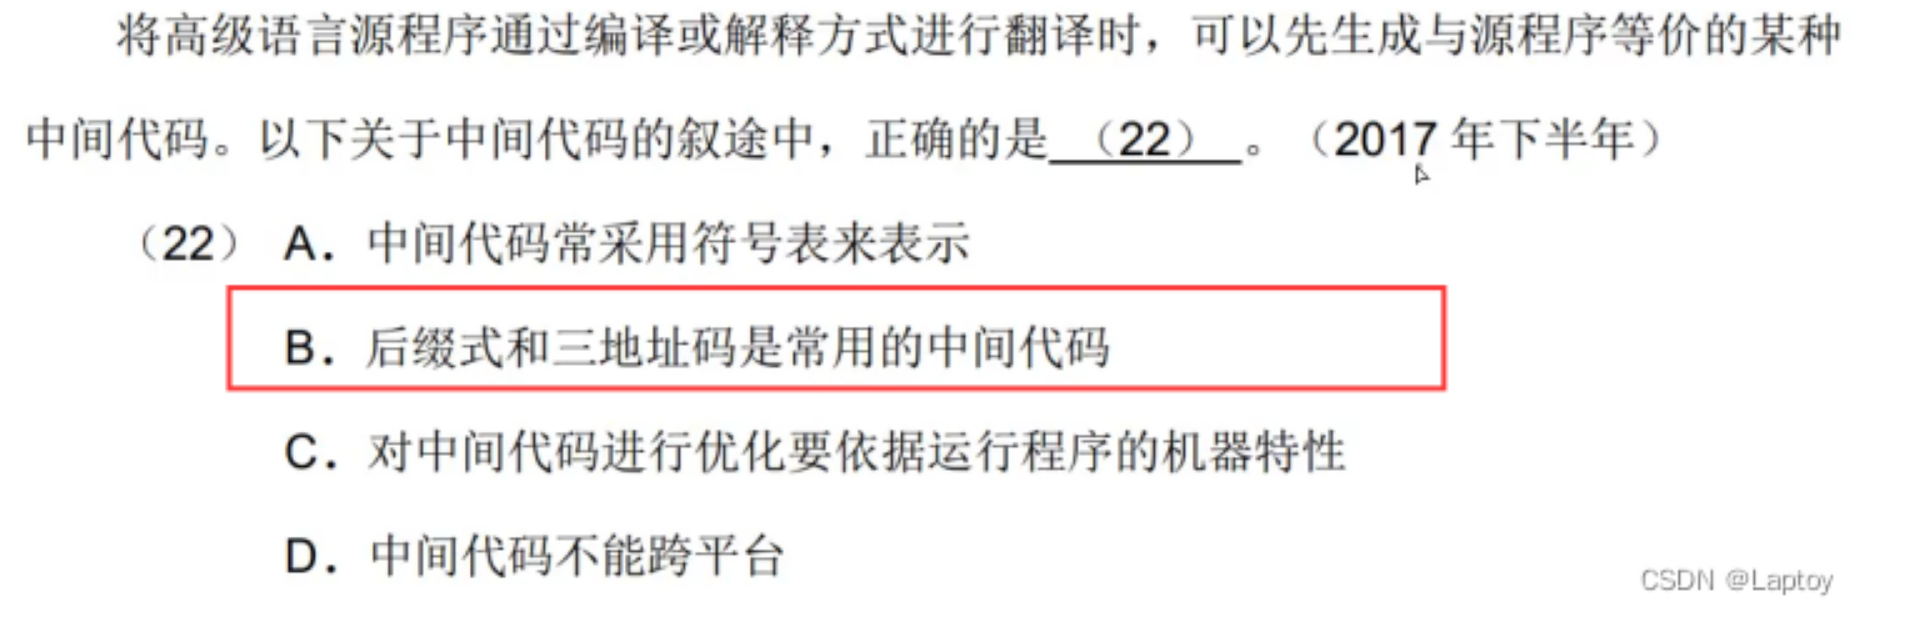 将高级语言源程序通过编译或解释方式进行翻译时，可以先生成与源程序等价的某种
中间代码。以下关于中间代码的叙途中，正确的是（22）。（2017年下半年）
（22） A. 中间代码常采用符号表来表示
B. 后缀式和三地址码是常用的中间代码
C. 对中间代码进行优化要依据运行程序的机器特性
D. 中间代码不能跨平台
CSDN @Laptoy